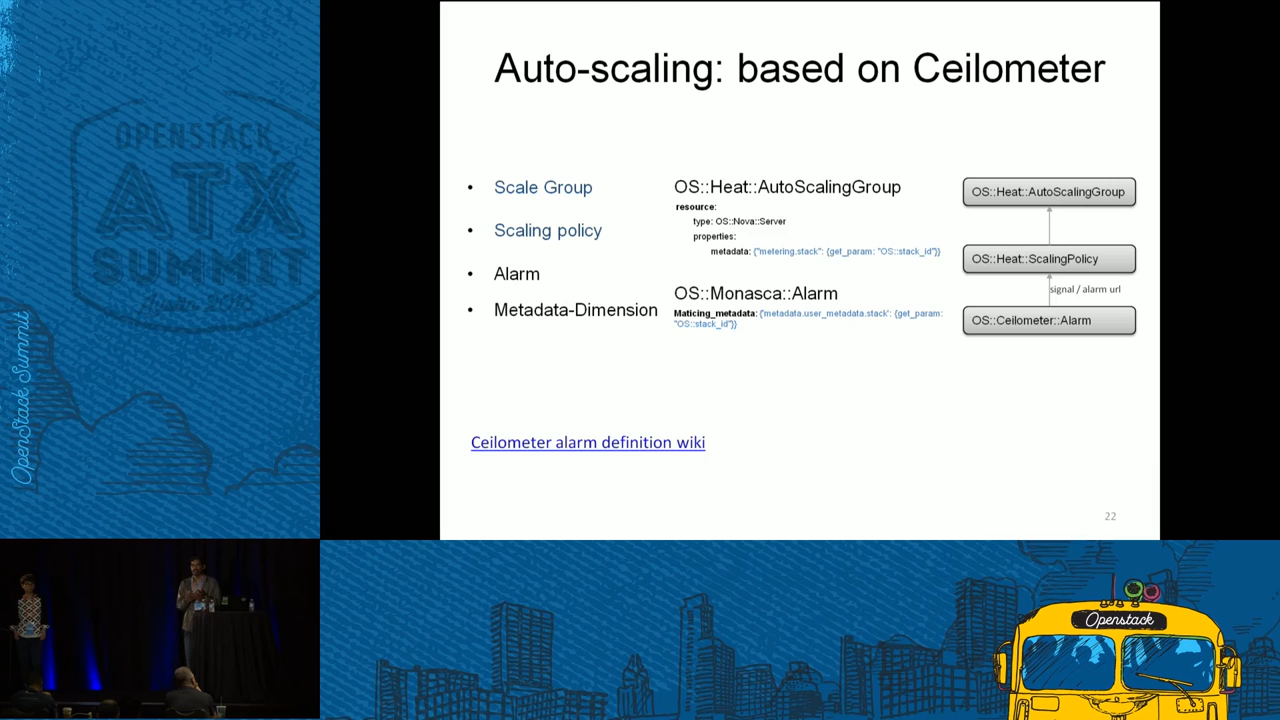 OPENSTACK
ATX
SUMMIT
OpenStack Summit
Auto-scaling: based on Ceilometer
• Scale Group
• Scaling policy
• Alarm
• Metadata-Dimension
OS::Heat::AutoScalingGroup
resource:
type: OS::Nova::Server
properties:
metadata: {"metering.stack": {get_param: "OS::stack_id"}}
OS::Monasca::Alarm
Maticing_metadata: {'metadata.user_metadata.stack': {get_param:
"OS::stack_id"}}
OS::Heat::AutoScalingGroup
OS::Heat::ScalingPolicy
signal / alarm url
OS::Ceilometer::Alarm
Ceilometer alarm definition wiki
22
Openstack